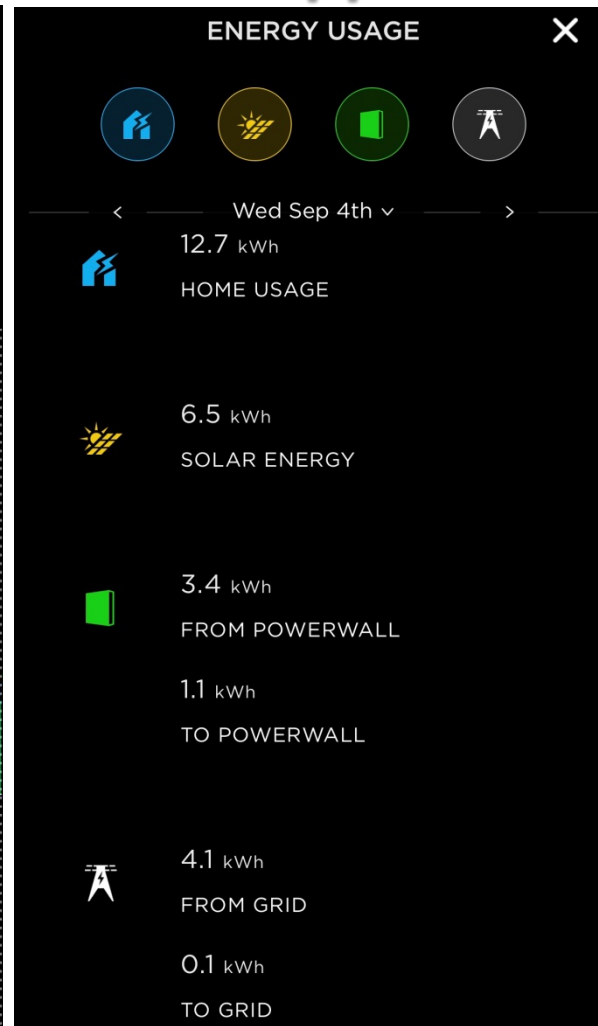 ENERGY USAGE
Wed Sep 4th
12.7 kWh
HOME USAGE
6.5 kWh
SOLAR ENERGY
3.4 kWh
FROM POWERWALL
1.1 kWh
TO POWERWALL
4.1 kWh
FROM GRID
0.1 kWh
TO GRID